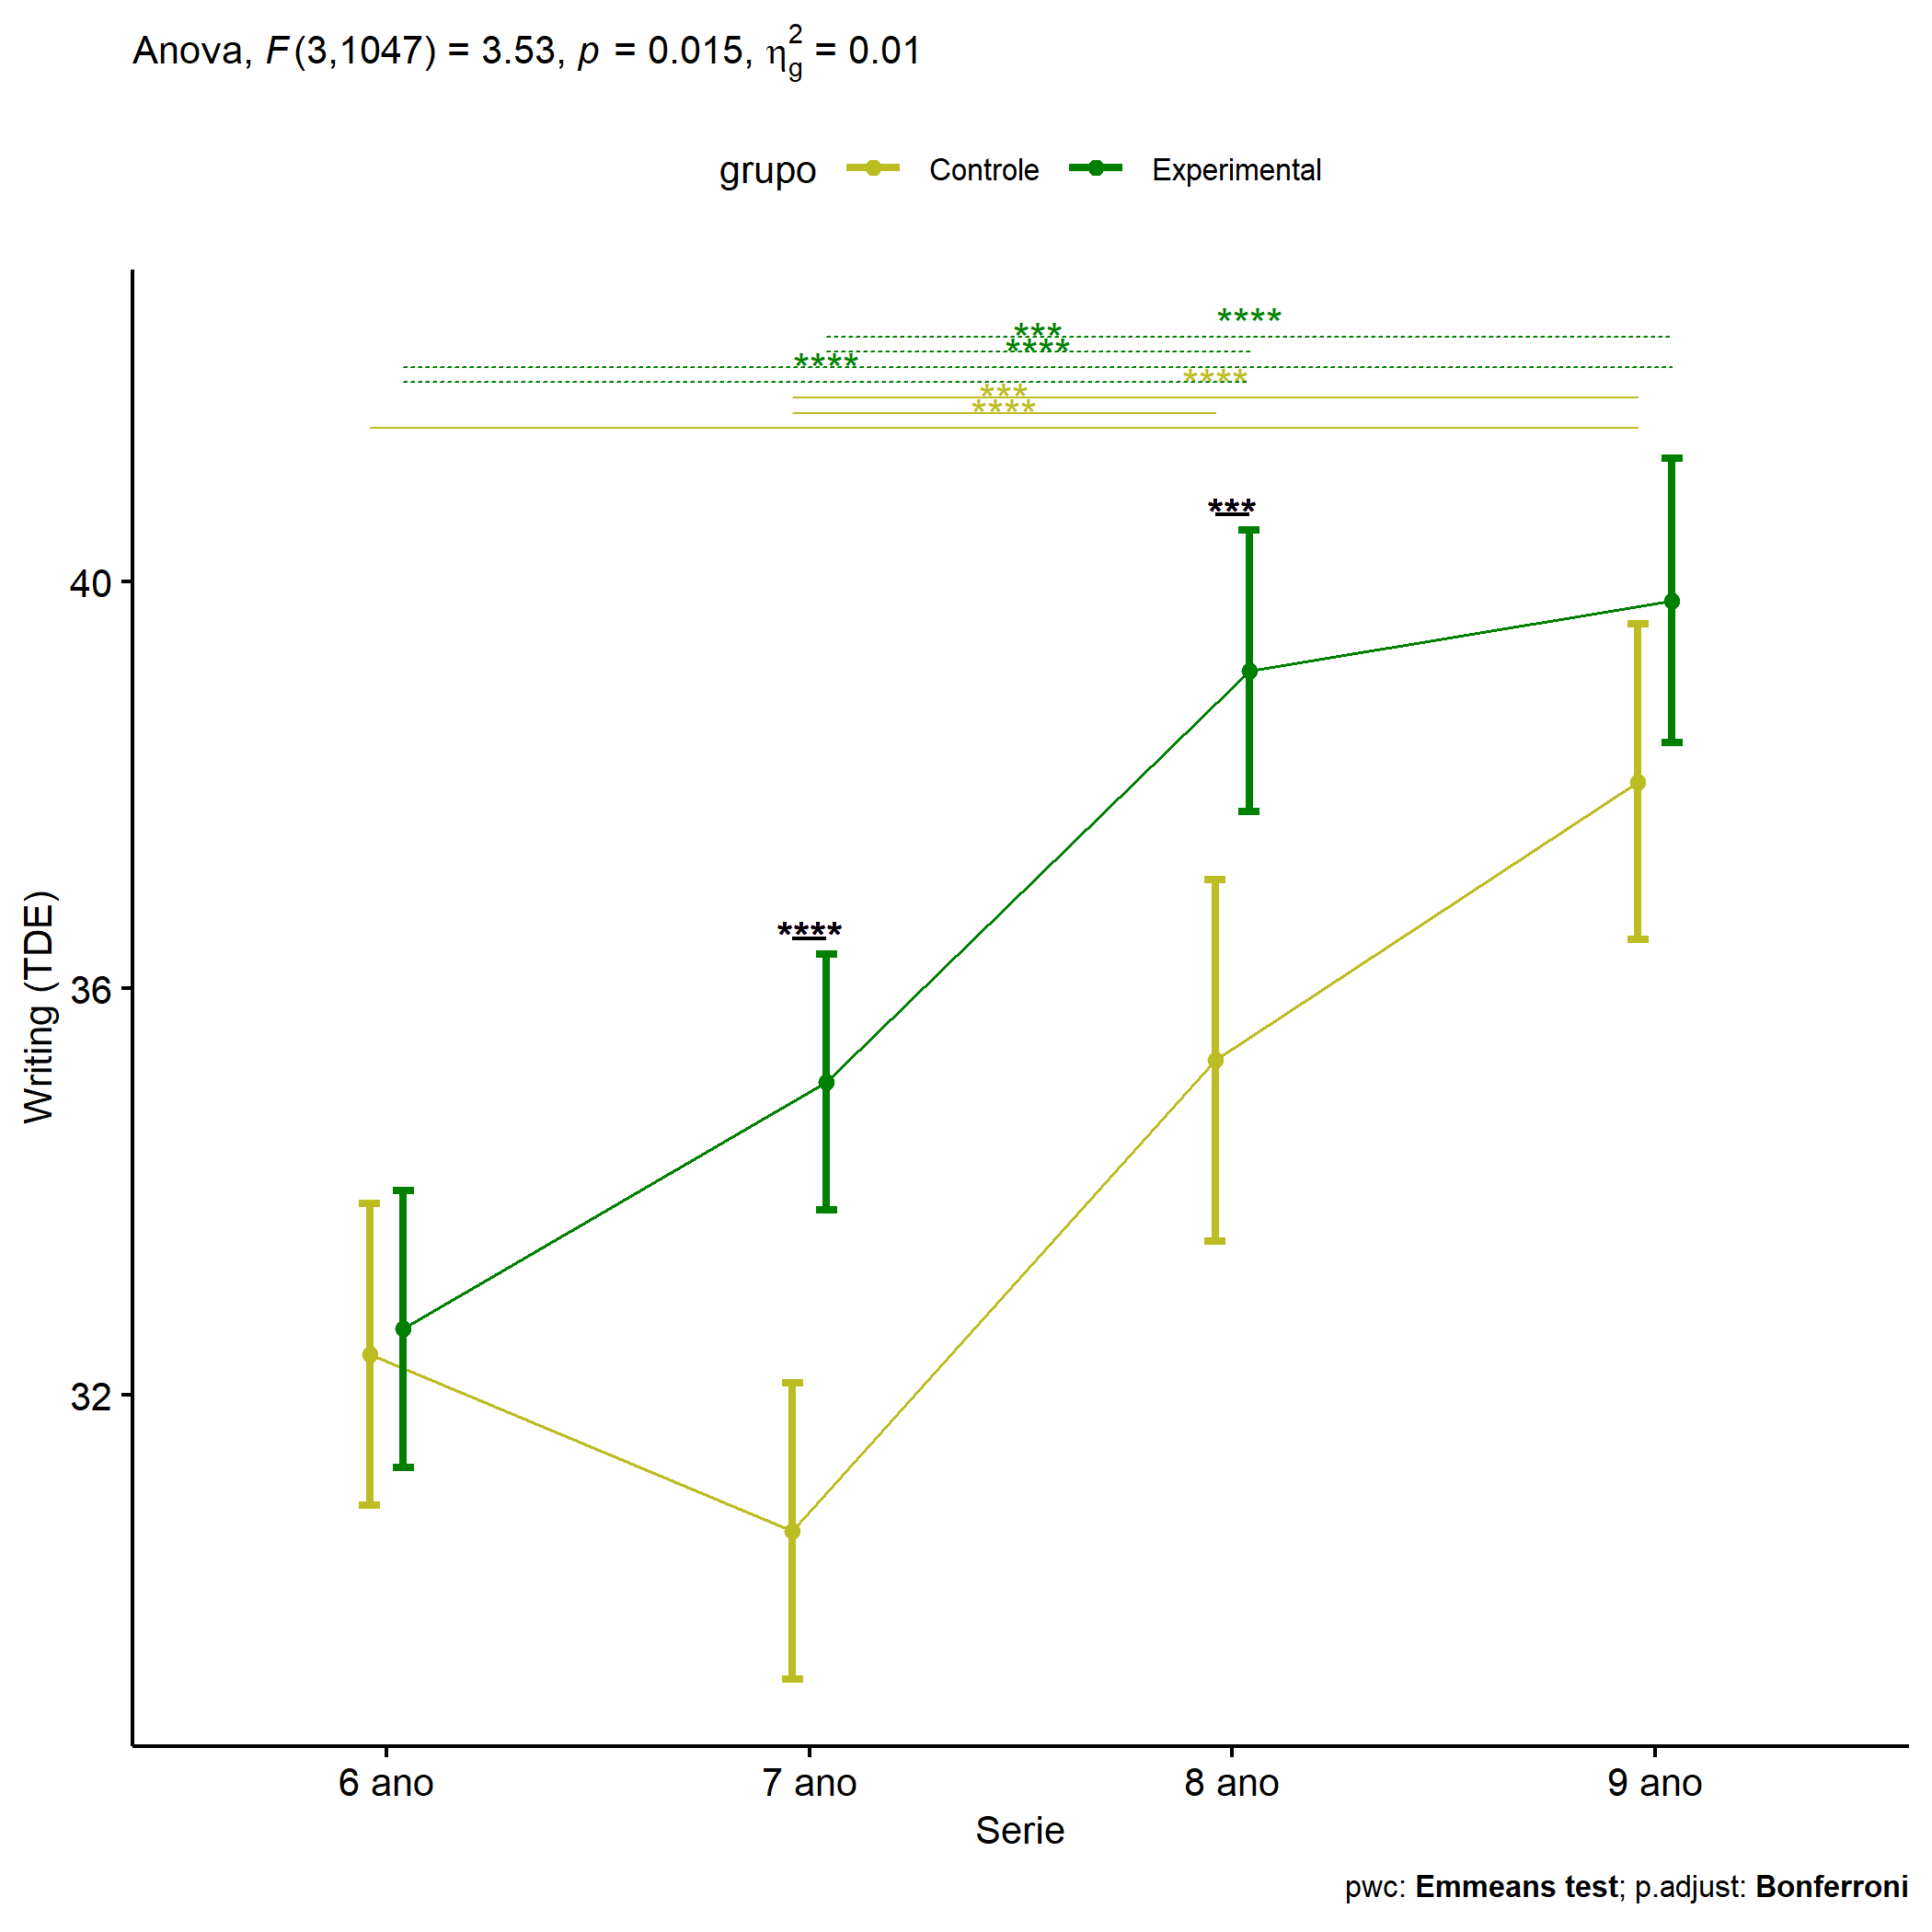 Anova, F(3,1047) = 3.53, p = 0.015, η²g = 0.01
grupo Controle Experimental
****
***
****
****
****
***
****
***
****
40
36
32
Writing (TDE)
6 ano 7 ano 8 ano 9 ano
Serie
pwc: Emmeans test; p.adjust: Bonferroni